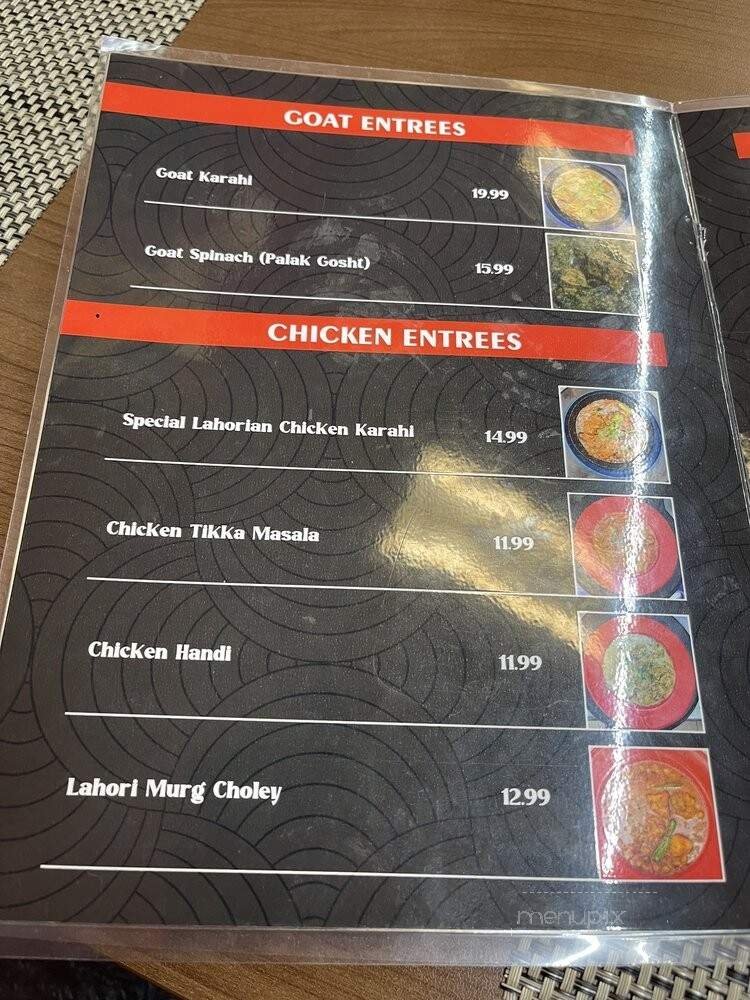 GOAT ENTREES
Goat Karahi 19.99
Goat Spinach (Palak Gosht) 15.99
CHICKEN ENTREES
Special Lahorian Chicken Karahi 14.99
Chicken Tikka Masala 11.99
Chicken Handi 11.99
Lahori Murg Choley 12.99
menupix